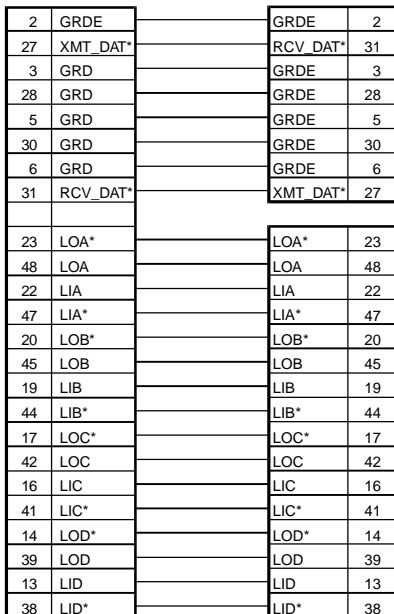 2 GRDE GRDE 2
27 XMT_DAT* RCV_DAT* 31
3 GRD GRDE 3
28 GRD GRDE 28
5 GRD GRDE 5
30 GRD GRDE 30
6 GRD GRDE 6
31 RCV_DAT* XMT_DAT* 27
23 LOA* LOA* 23
48 LOA LOA 48
22 LIA LIA 22
47 LIA* LIA* 47
20 LOB* LOB* 20
45 LOB LOB 45
19 LIB LIB 19
44 LIB* LIB* 44
17 LOC* LOC* 17
42 LOC LOC 42
16 LIC LIC 16
41 LIC* LIC* 41
14 LOD* LOD* 14
39 LOD LOD 39
13 LID LID 13
38 LID* LID* 38